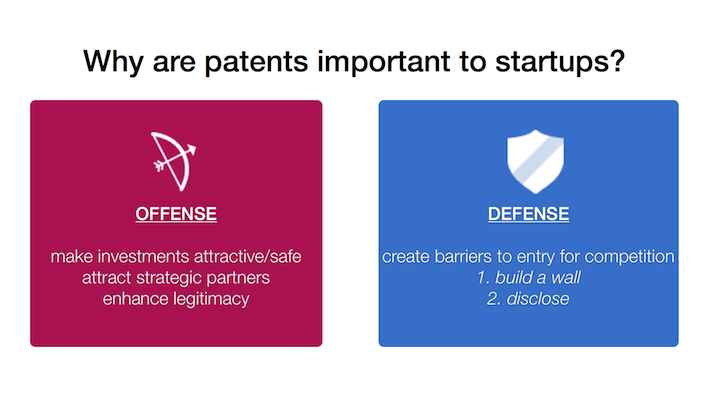 Why are patents important to startups?
OFFENSE
make investments attractive/safe
attract strategic partners
enhance legitimacy
DEFENSE
create barriers to entry for competition
1. build a wall
2. disclose